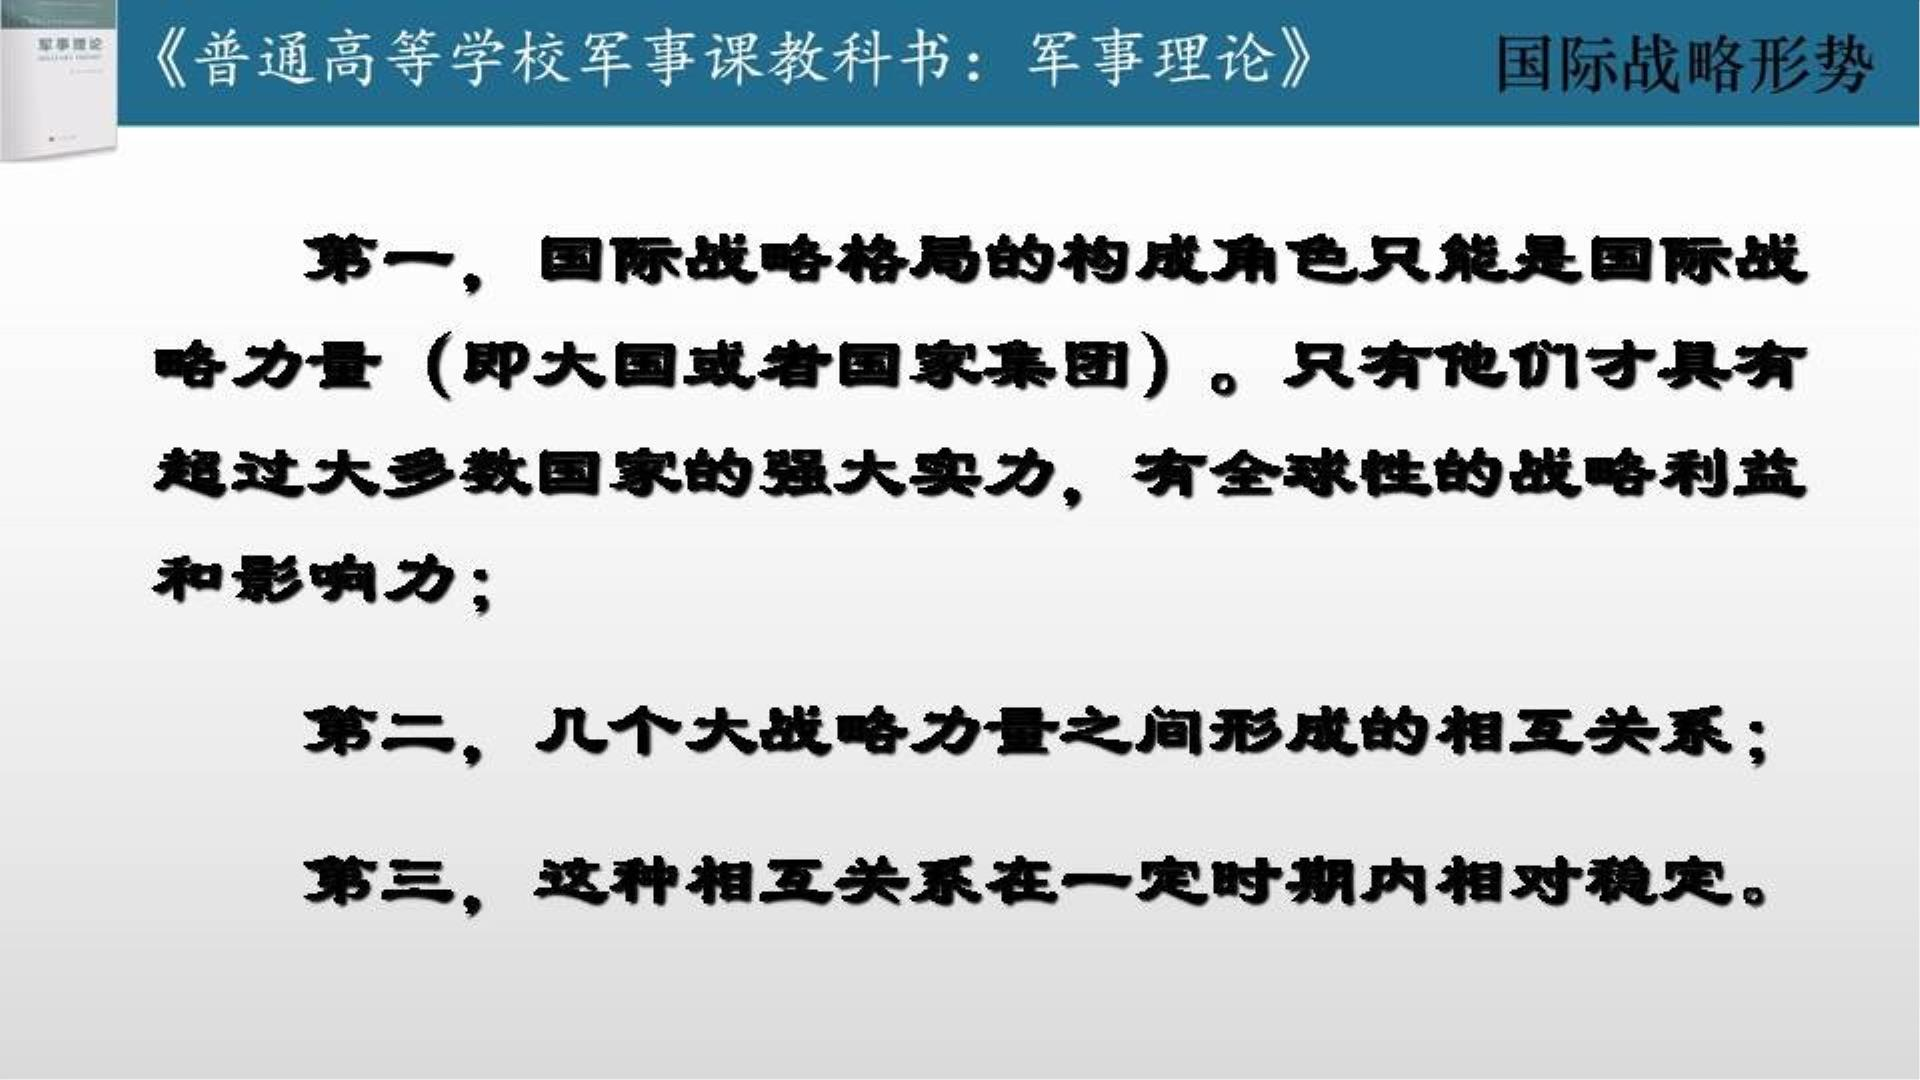 军事理论
《普通高等学校军事课教科书：军事理论》
国际战略形势
第一，国际战略格局的构成角色只能是国际战
略力量（即大国或者国家集团）。只有他们才具有
超过大多数国家的强大实力，有全球性的战略利益
和影响力；
第二，几个大战略力量之间形成的相互关系；
第三，这种相互关系在一定时期内相对稳定。